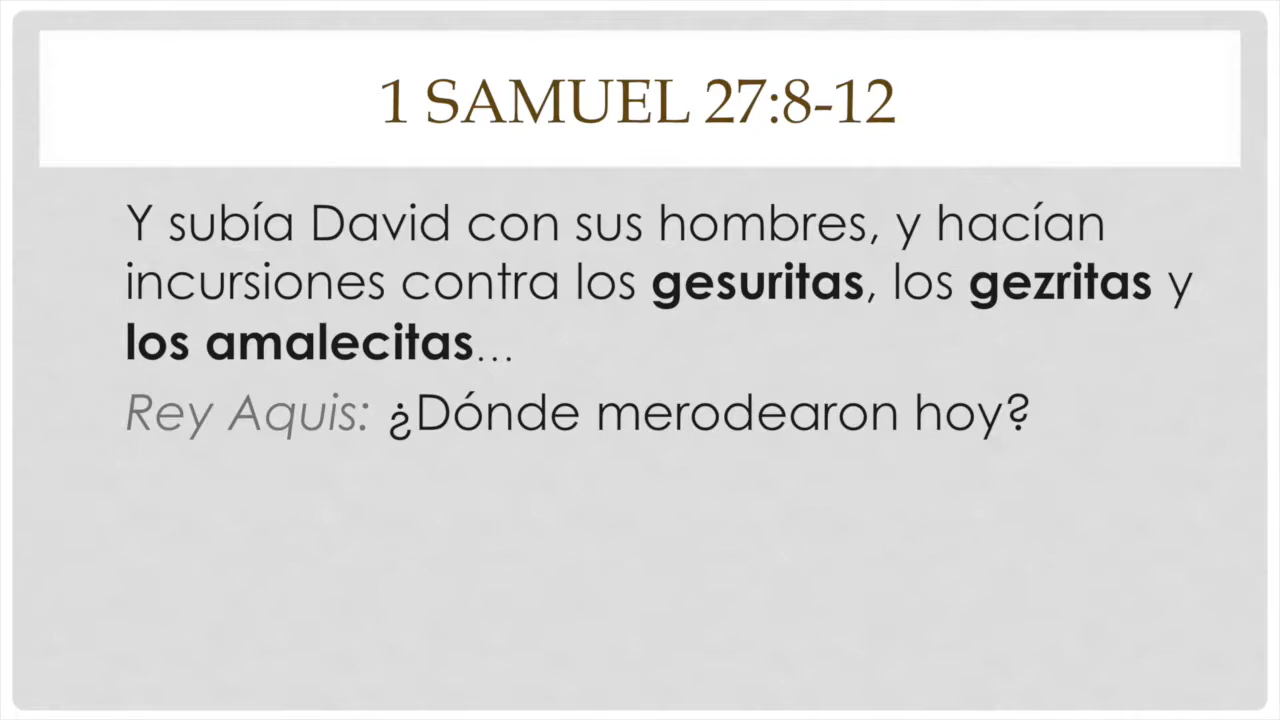 1 SAMUEL 27:8-12
Y subía David con sus hombres, y hacían
incursiones contra los gesuritas, los gezritas y
los amalecitas...
Rey Aquis: ¿Dónde merodearon hoy?